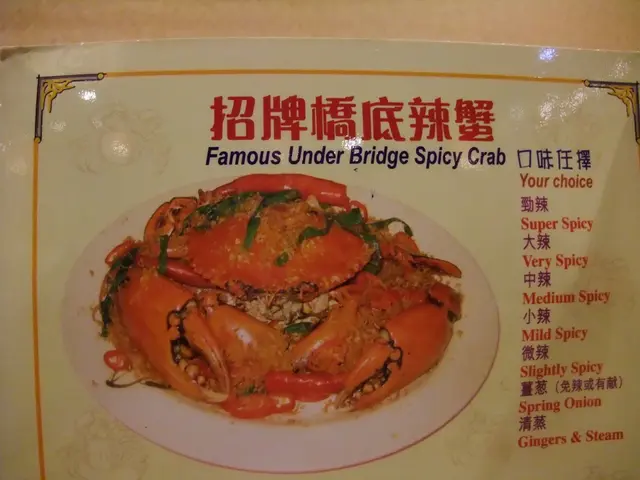 招牌橋底辣蟹
Famous Under Bridge Spicy Crab
口味任擇
Your choice
勁辣
Super Spicy
大辣
Very Spicy
中辣
Medium Spicy
小辣
Mild Spicy
微辣
Slightly Spicy
薑葱 (免辣或有獻)
Spring Onion
清蒸
Gingers & Steam